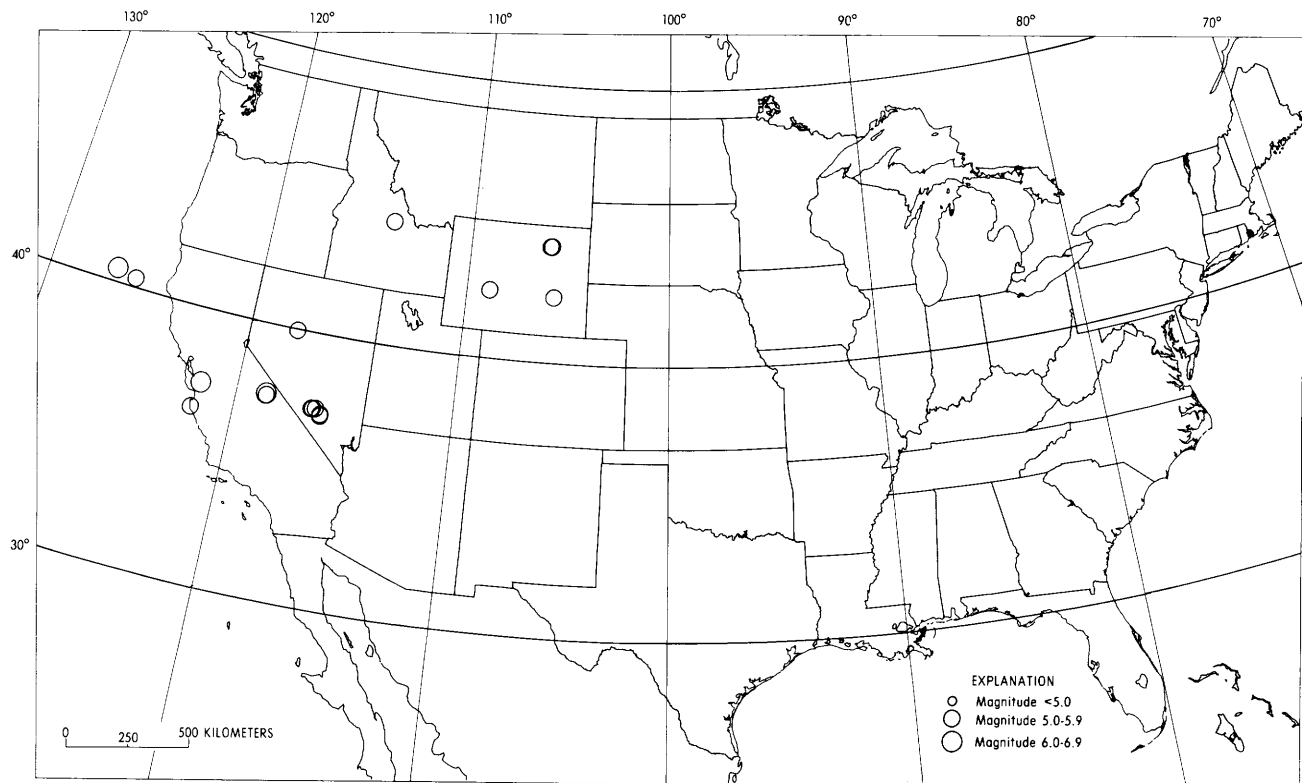 130° 120° 110° 100° 90° 80° 70°
40°
30°
EXPLANATION
Magnitude <5.0
Magnitude 5.0-5.9
Magnitude 6.0-6.9
0 250 500 KILOMETERS